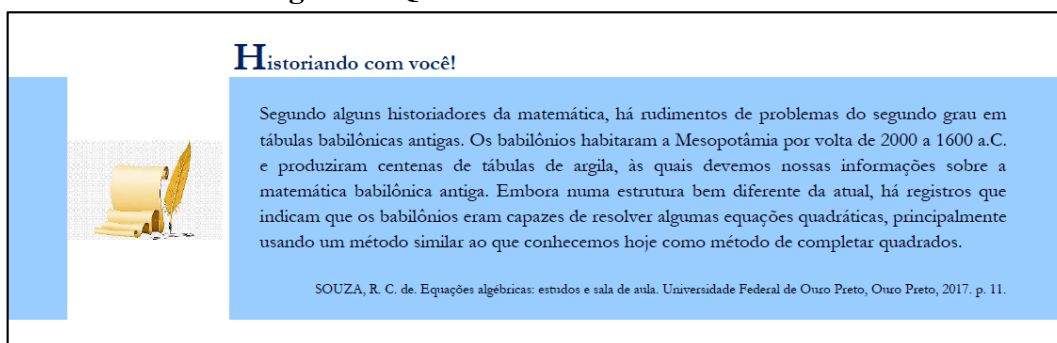 Historiando com você!
Segundo alguns historiadores da matemática, há rudimentos de problemas do segundo grau em
tábulas babilônicas antigas. Os babilônios habitaram a Mesopotâmia por volta de 2000 a 1600 a.C.
e produziram centenas de tábulas de argila, às quais devemos nossas informações sobre a
matemática babilônica antiga. Embora numa estrutura bem diferente da atual, há registros que
indicam que os babilônios eram capazes de resolver algumas equações quadráticas, principalmente
usando um método similar ao que conhecemos hoje como método de completar quadrados.
SOUZA, R. C. de. Equações algébricas: estudos e sala de aula. Universidade Federal de Ouro Preto, Ouro Preto, 2017. p. 11.